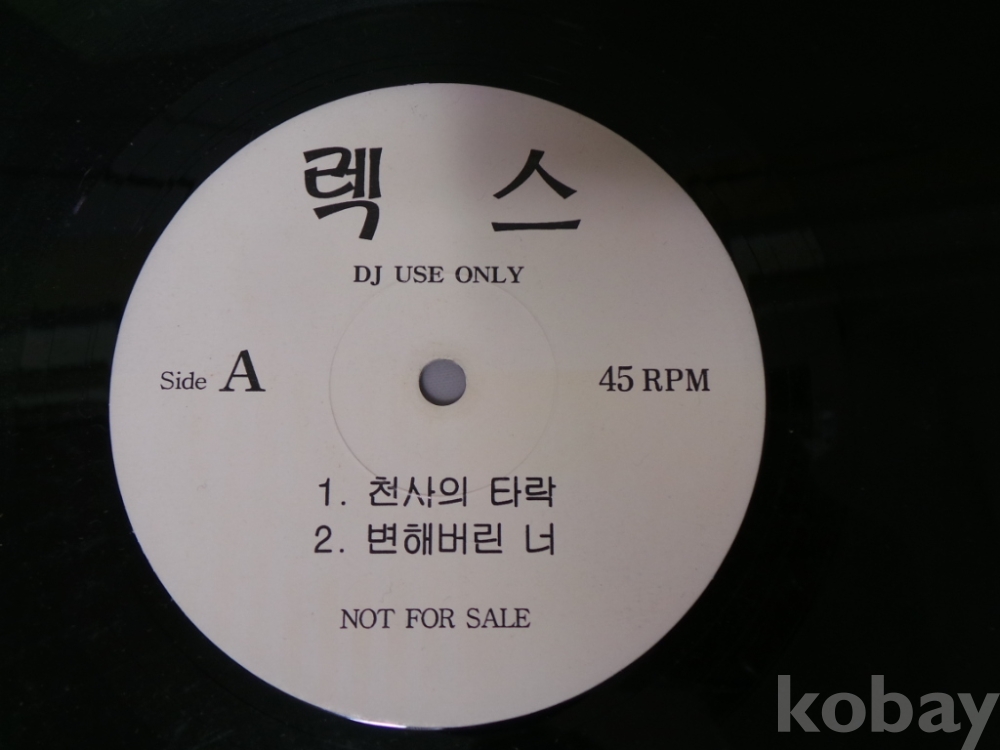 렉 스
DJ USE ONLY
Side A
45 RPM
1. 천사의 타락
2. 변해버린 너
NOT FOR SALE
kobay